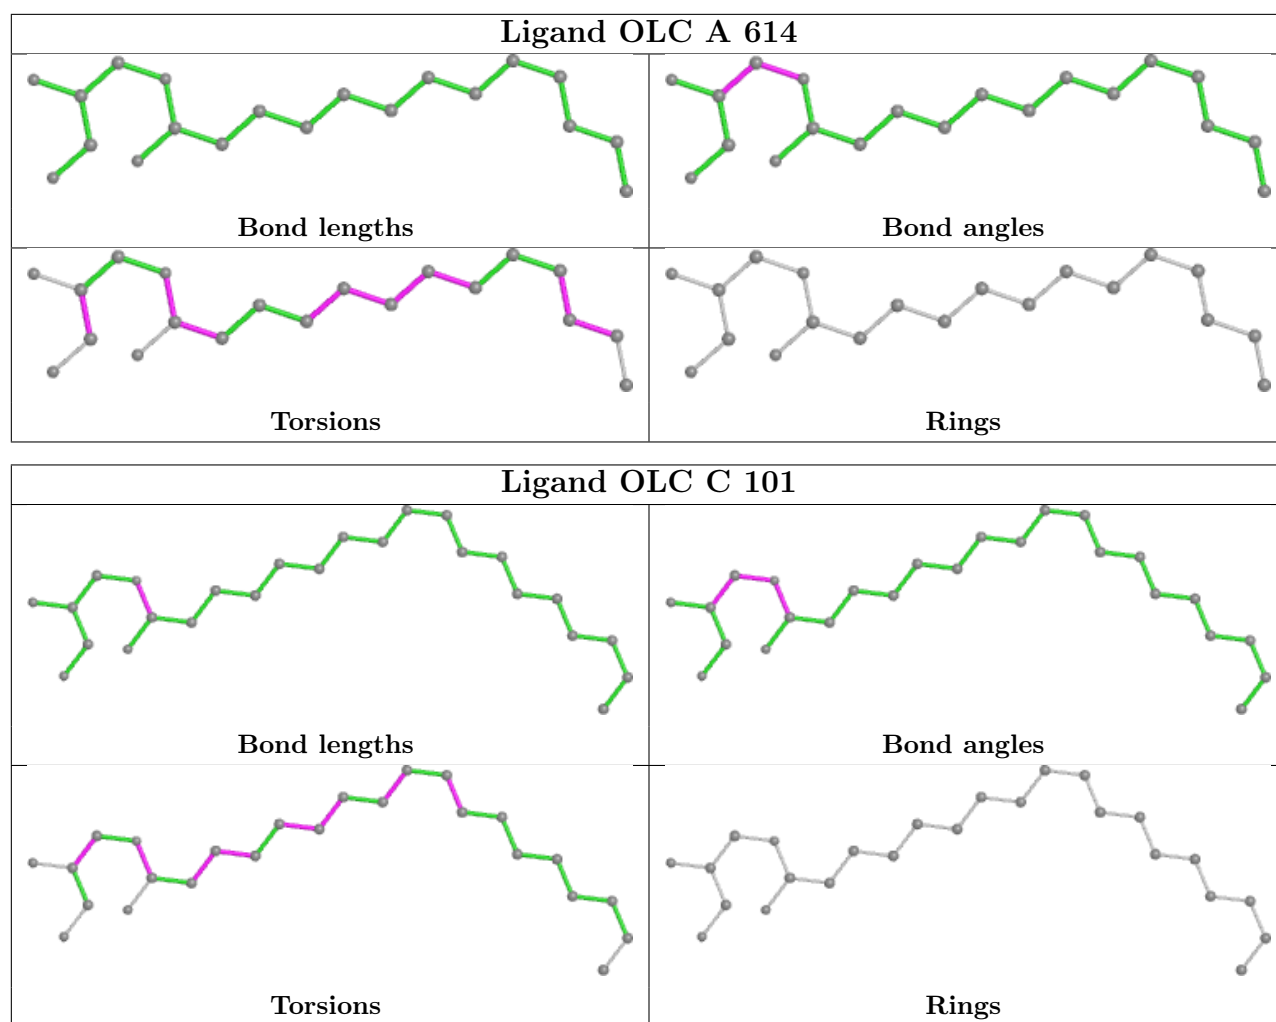 Ligand OLC A 614
Bond lengths
Bond angles
Torsions
Rings
Ligand OLC C 101
Bond lengths
Bond angles
Torsions
Rings